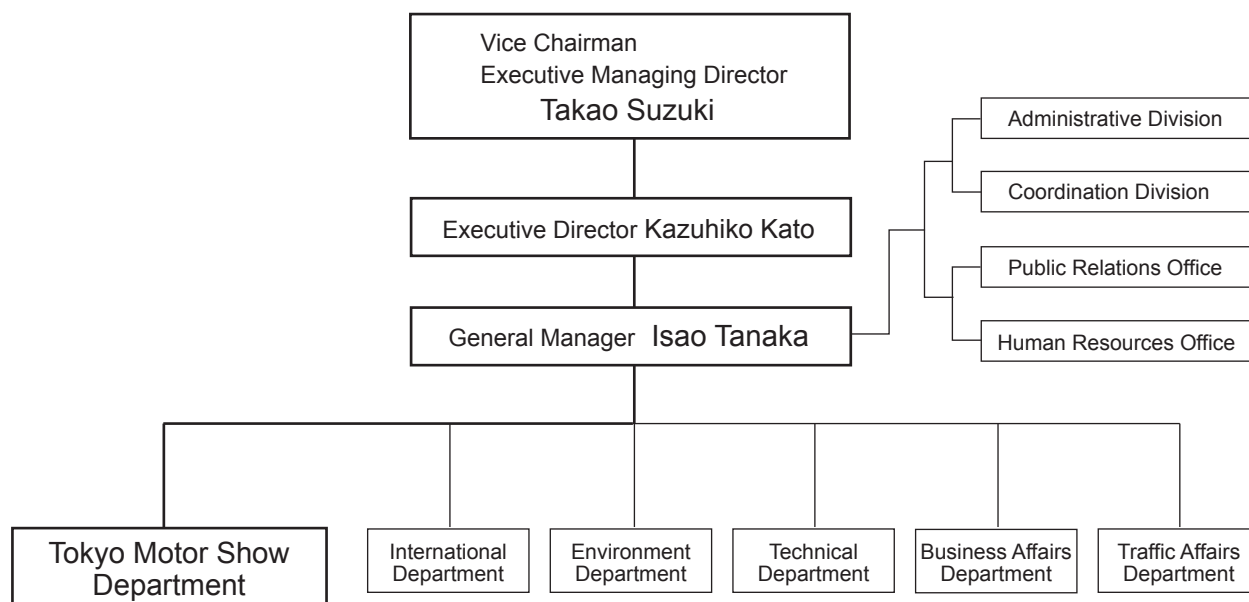 Vice Chairman
Executive Managing Director
Takao Suzuki
Administrative Division
Coordination Division
Executive Director Kazuhiko Kato
Public Relations Office
General Manager Isao Tanaka
Human Resources Office
Tokyo Motor Show
Department
International
Department
Environment
Department
Technical
Department
Business Affairs
Department
Traffic Affairs
Department